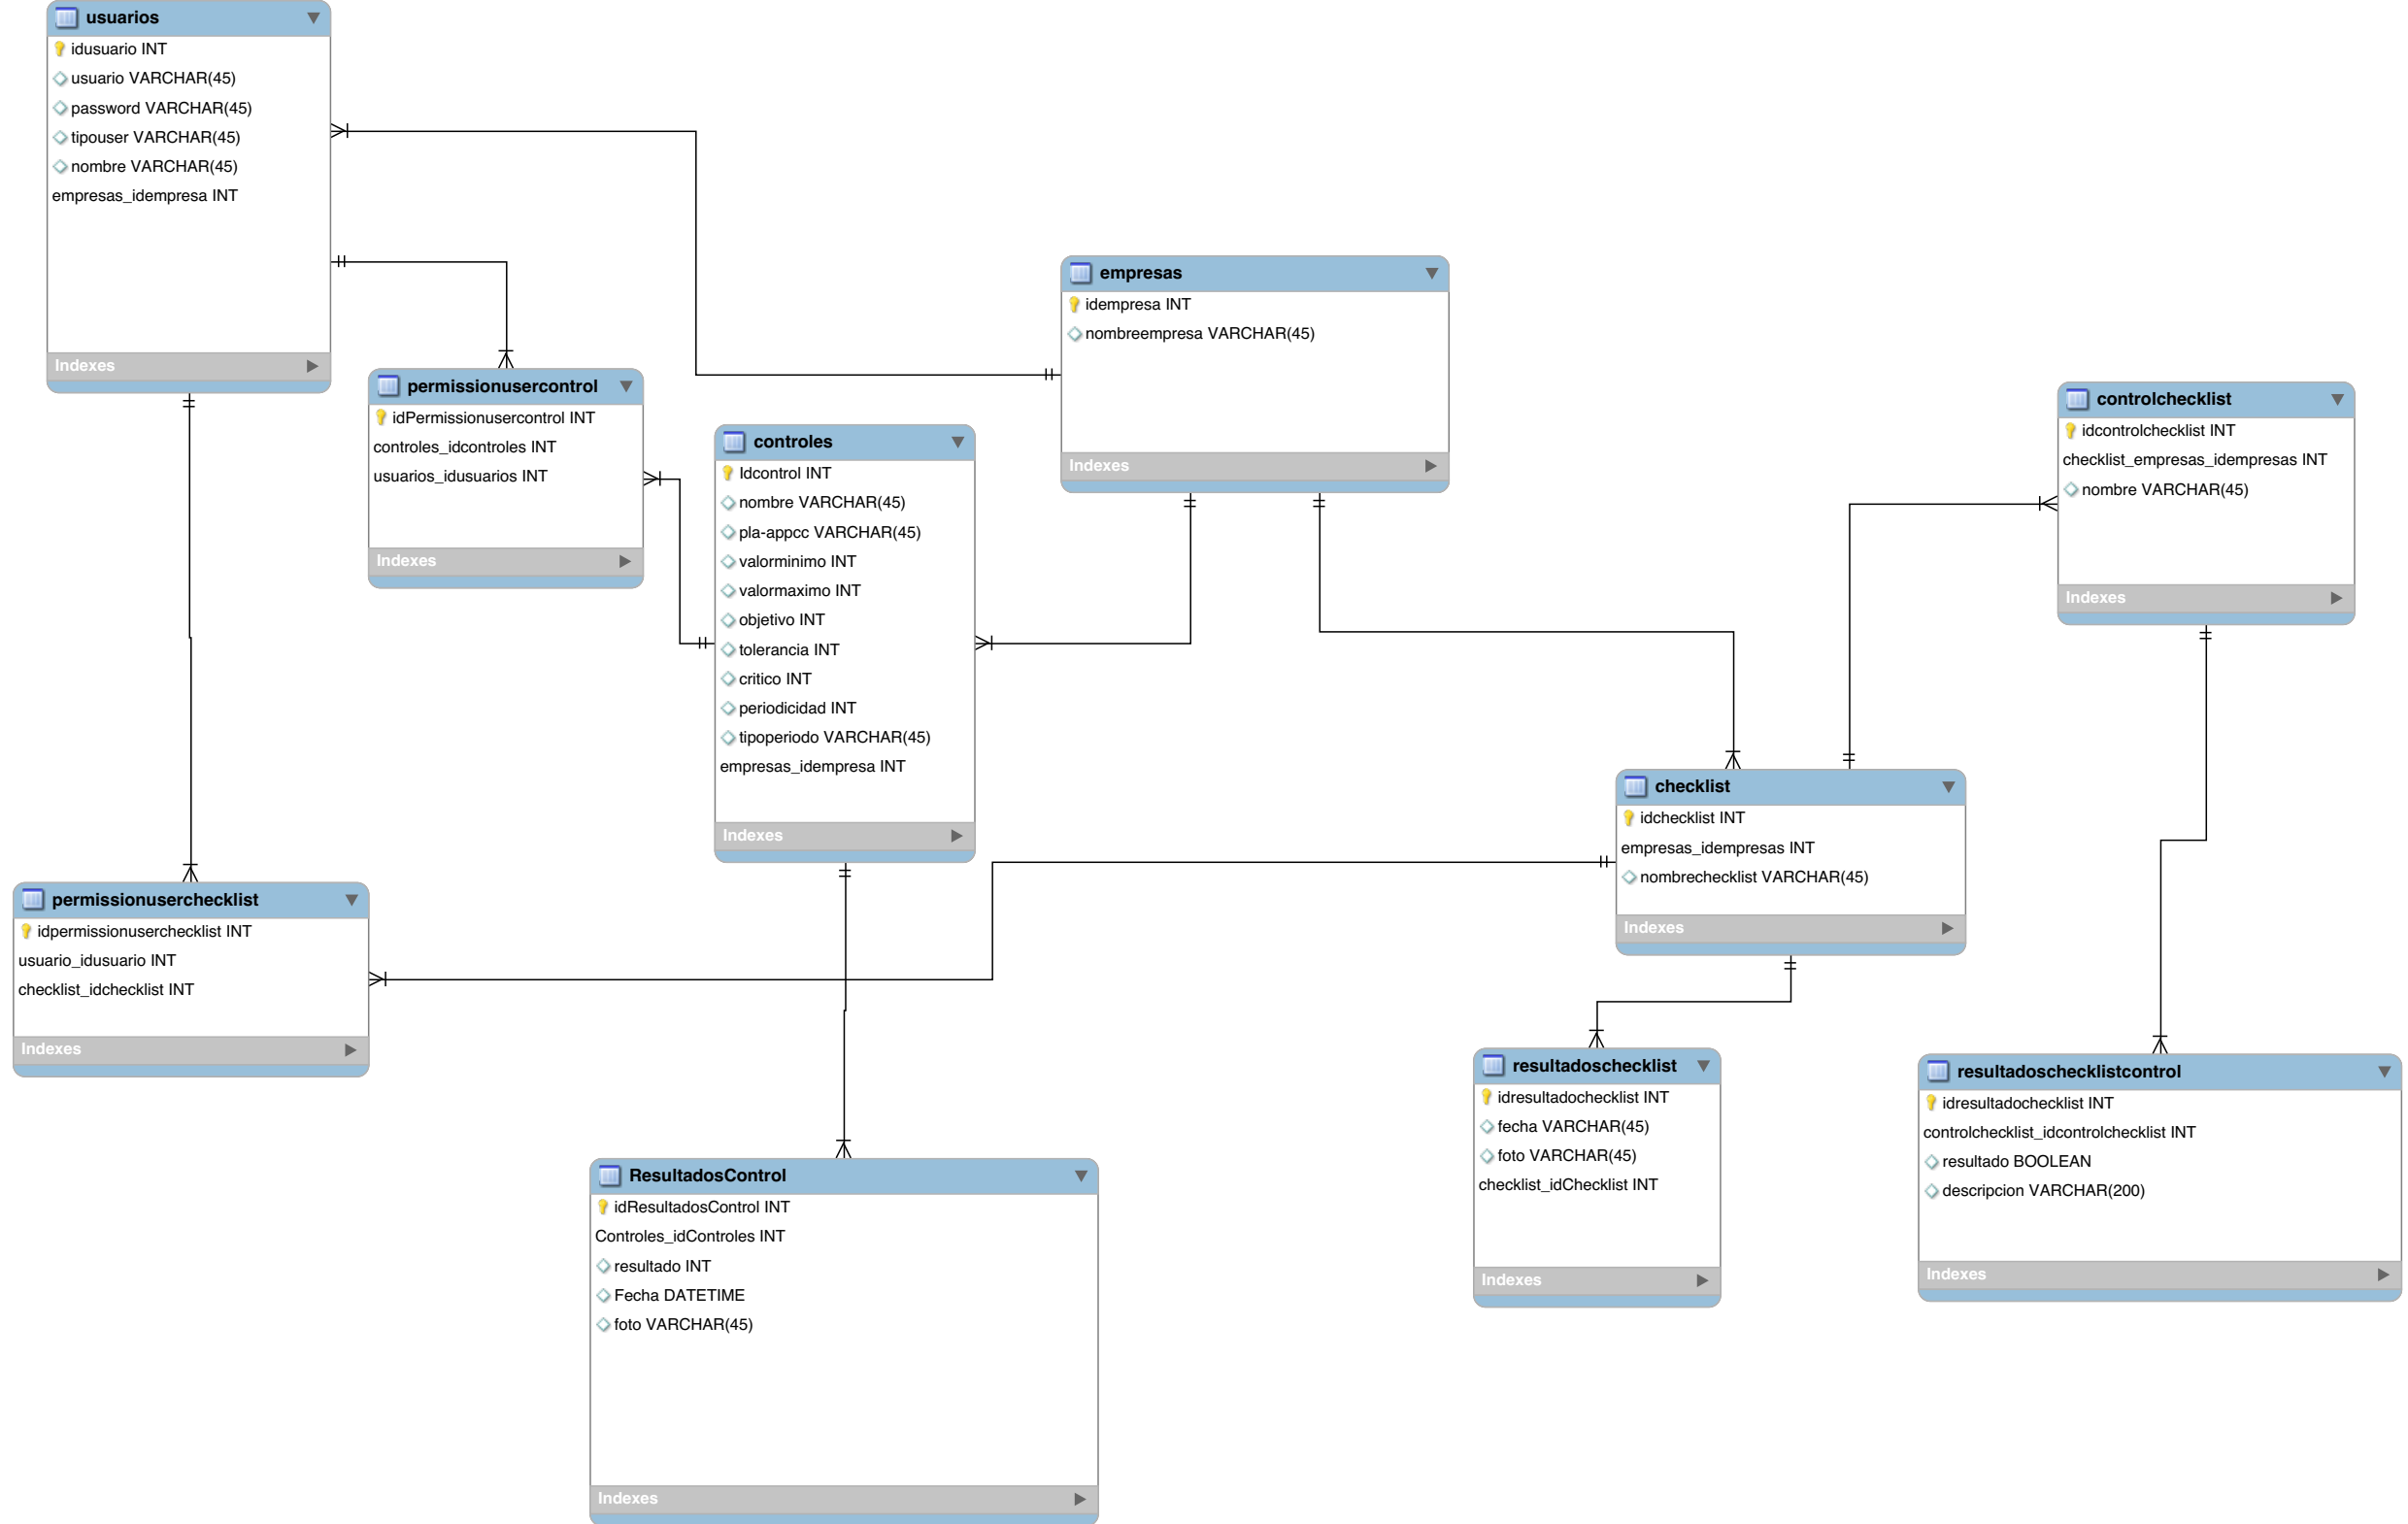 usuarios
idusuario INT
usuario VARCHAR(45)
password VARCHAR(45)
tipouser VARCHAR(45)
nombre VARCHAR(45)
empresas_idempresa INT
Indexes
empresas
idempresa INT
nombreempresa VARCHAR(45)
Indexes
permissionusercontrol
idPermissionusercontrol INT
controles_idcontroles INT
usuarios_idusuarios INT
Indexes
controlchecklist
idcontrolchecklist INT
checklist_empresas_idempresas INT
nombre VARCHAR(45)
Indexes
controles
Idcontrol INT
nombre VARCHAR(45)
pla-appcc VARCHAR(45)
valorminimo INT
valormaximo INT
objetivo INT
tolerancia INT
critico INT
periodicidad INT
tipoperiodo VARCHAR(45)
empresas_idempresa INT
Indexes
checklist
idchecklist INT
empresas_idempresas INT
nombrechecklist VARCHAR(45)
Indexes
permissionuserchecklist
idpermissionuserchecklist INT
usuario_idusuario INT
checklist_idchecklist INT
Indexes
resultadoschecklist
idresultadochecklist INT
fecha VARCHAR(45)
foto VARCHAR(45)
checklist_idChecklist INT
Indexes
resultadoschecklistcontrol
idresultadochecklist INT
controlchecklist_idcontrolchecklist INT
resultado BOOLEAN
descripcion VARCHAR(200)
Indexes
ResultadosControl
idResultadosControl INT
Controles_idControles INT
resultado INT
Fecha DATETIME
foto VARCHAR(45)
Indexes